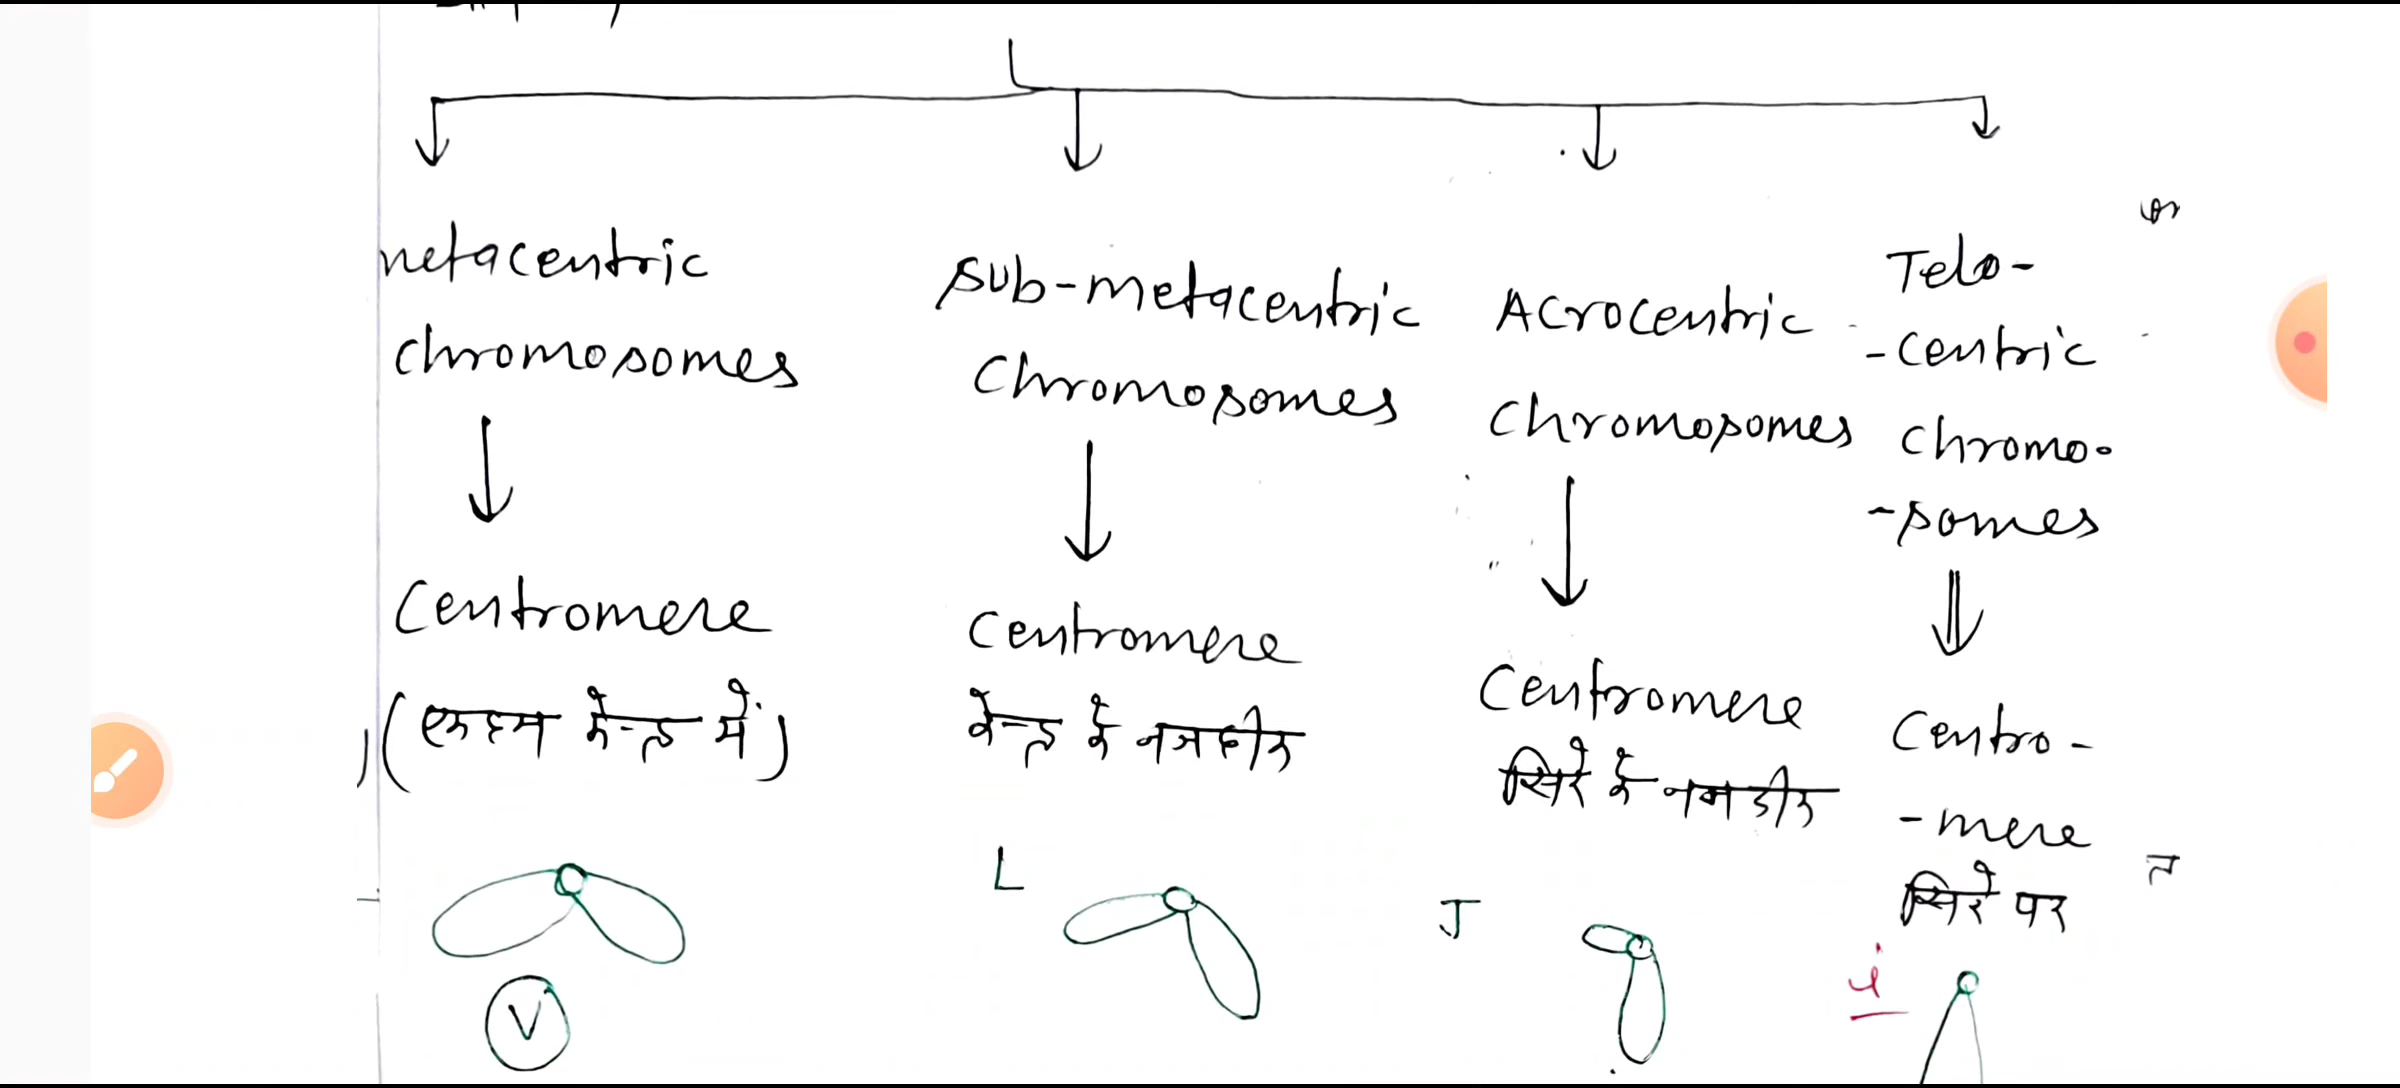 metacentric
chromosomes
Centromere
(एकदम केन्द्र में)
V
Sub-metacentric
Chromosomes
Centromere
केन्द्र के नजदीक
L
Acrocentric
Chromosomes
Centromere
सिरे के नजदीक
J
Telo-
-centric
chromo-
-somes
Centro-
-mere
सिरे पर
i